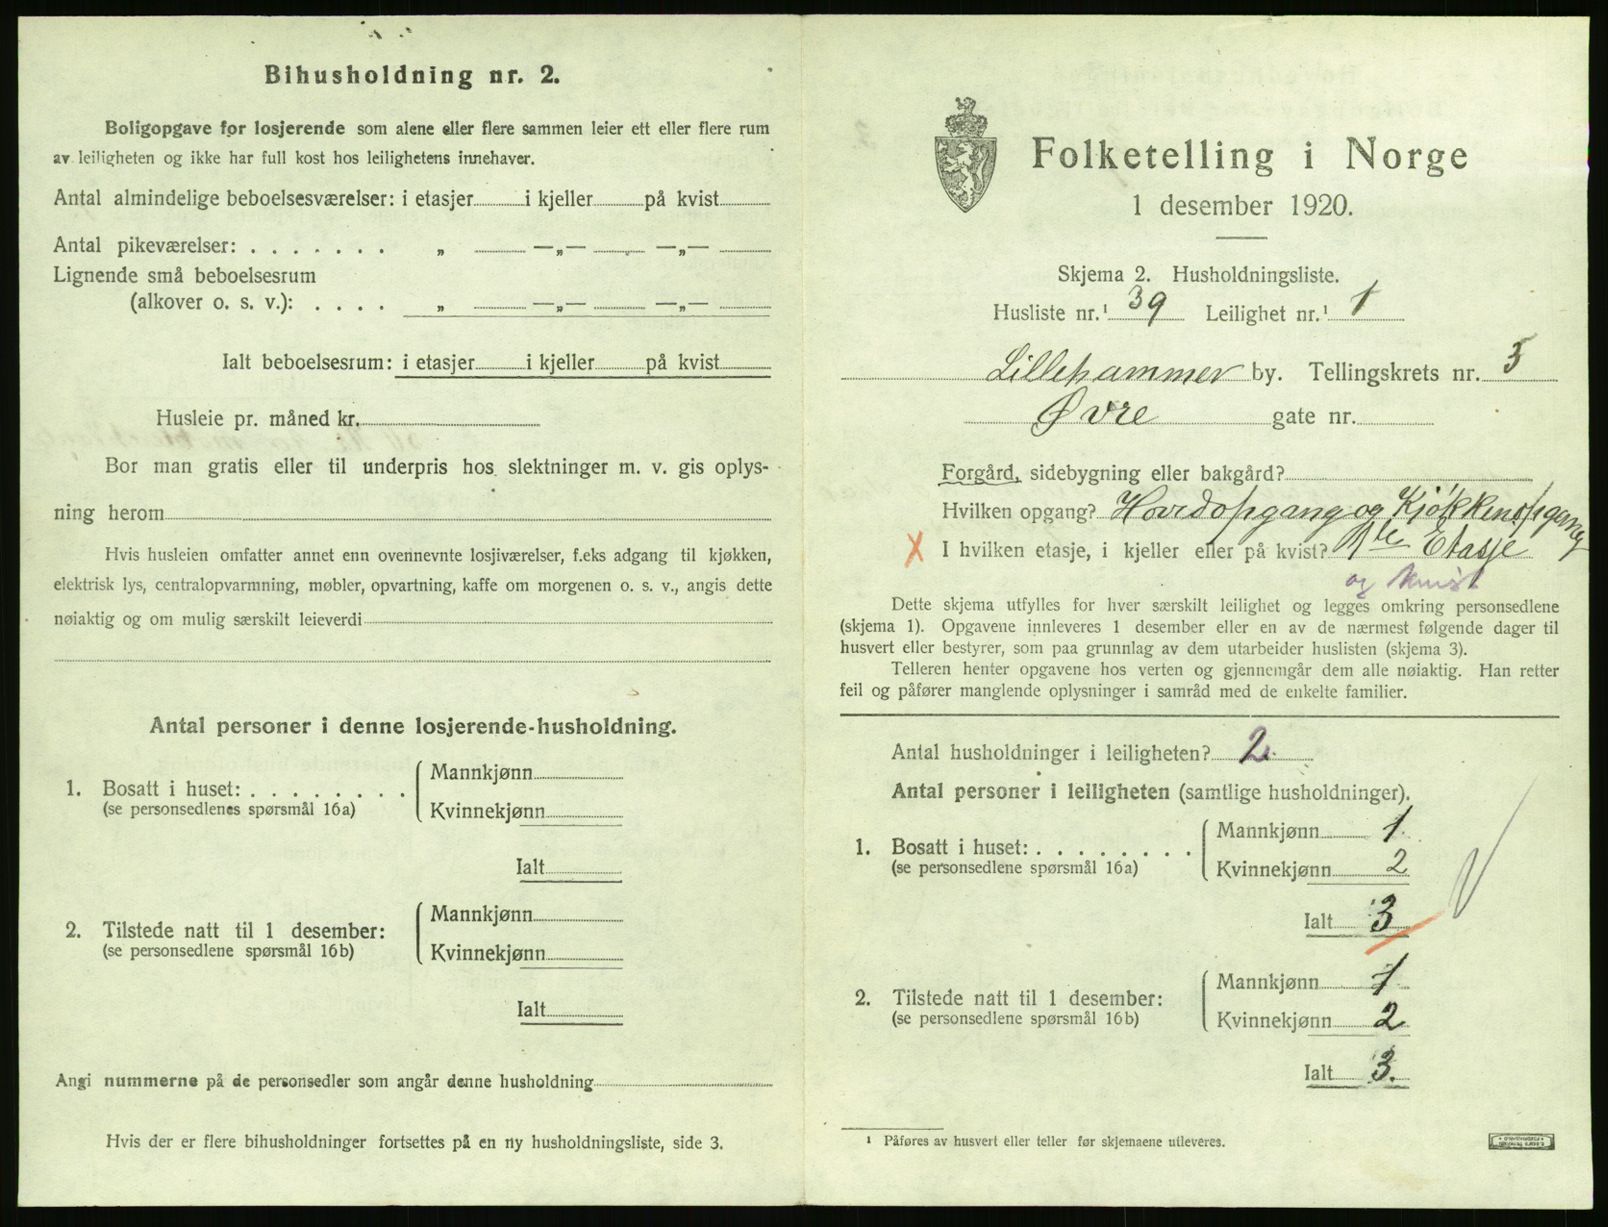 Bihusholdning nr. 2.
Boligopgave for losjerende som alene eller flere sammen leier ett eller flere rum
av leiligheten og ikke har full kost hos leilighetens innehaver.
Antal almindelige beboelsesværelser: i etasjer i kjeller på kvist
Antal pikeværelser: . . . . . . . „ —„— —„—
Lignende små beboelsesrum
(alkover o. s. v.): . . . . „ —„— —„—
Ialt beboelsesrum: i etasjer i kjeller på kvist
Husleie pr. måned kr.
Bor man gratis eller til underpris hos slektninger m. v. gis oplys-
ning herom
Hvis husleien omfatter annet enn ovennevnte losjiværelser, f.eks adgang til kjøkken,
elektrisk lys, centralopvarmning, møbler, opvartning, kaffe om morgenen o. s. v., angis dette
nøiaktig og om mulig særskilt leieverdi
Antal personer i denne losjerende-husholdning.
1. Bosatt i huset: . . . . . . . .
(se personsedlenes spørsmål 16a)
Mannkjønn
Kvinnekjønn
Ialt
2. Tilstede natt til 1 desember:
(se personsedlene spørsmål 16b)
Mannkjønn
Kvinnekjønn
Ialt
Angi nummerne på de personsedler som angår denne husholdning
Hvis der er flere bihusholdninger fortsettes på en ny husholdningsliste, side 3.
Folketelling i Norge
1 desember 1920.
Skjema 2. Husholdningsliste.
Husliste nr.¹ 39 Leilighet nr.¹ 1
Lillehammer by. Tellingskrets nr. 5
Øvre gate nr.
Forgård, sidebygning eller bakgård?
Hvilken opgang? Hovedopgang og Kjøkkenopgang
X I hvilken etasje, i kjeller eller på kvist? 1ste Etasje
og kvist
Dette skjema utfylles for hver særskilt leilighet og legges omkring personsedlene
(skjema 1). Opgavene innleveres 1 desember eller en av de nærmest følgende dager til
husvert eller bestyrer, som paa grunnlag av dem utarbeider huslisten (skjema 3).
Telleren henter opgavene hos verten og gjennemgår dem alle nøiaktig. Han retter
feil og påfører manglende oplysninger i samråd med de enkelte familier.
Antal husholdninger i leiligheten? 2
Antal personer i leiligheten (samtlige husholdninger).
1. Bosatt i huset: . . . . . . . .
(se personsedlene spørsmål 16a)
Mannkjønn 1
Kvinnekjønn 2
Ialt 3
2. Tilstede natt til 1 desember:
(se personsedlene spørsmål 16b)
Mannkjønn 1
Kvinnekjønn 2
Ialt 3.
¹ Påføres av husvert eller teller før skjemaene utleveres.